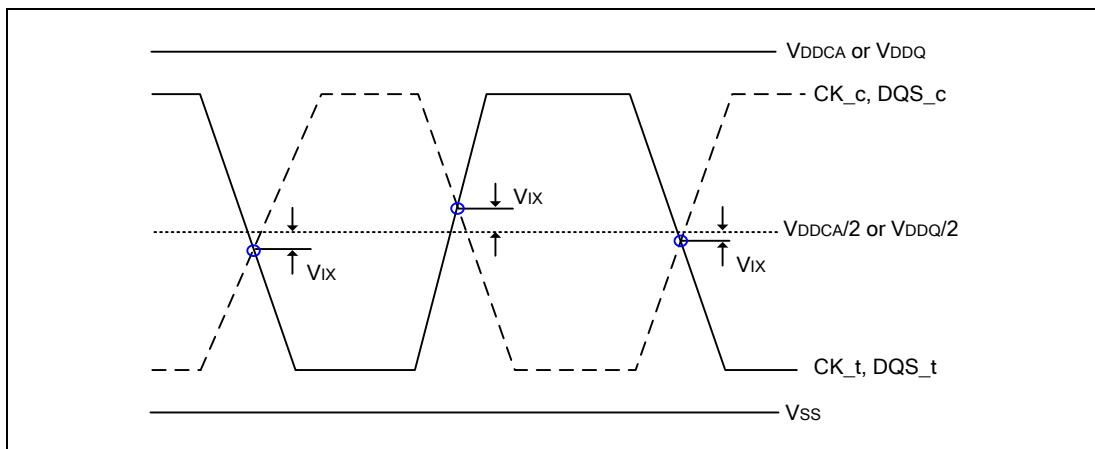 VDDCA or VDDQ
CK_c, DQS_c
VIX
VDDCA/2 or VDDQ/2
VIX
VIX
CK_t, DQS_t
VSS